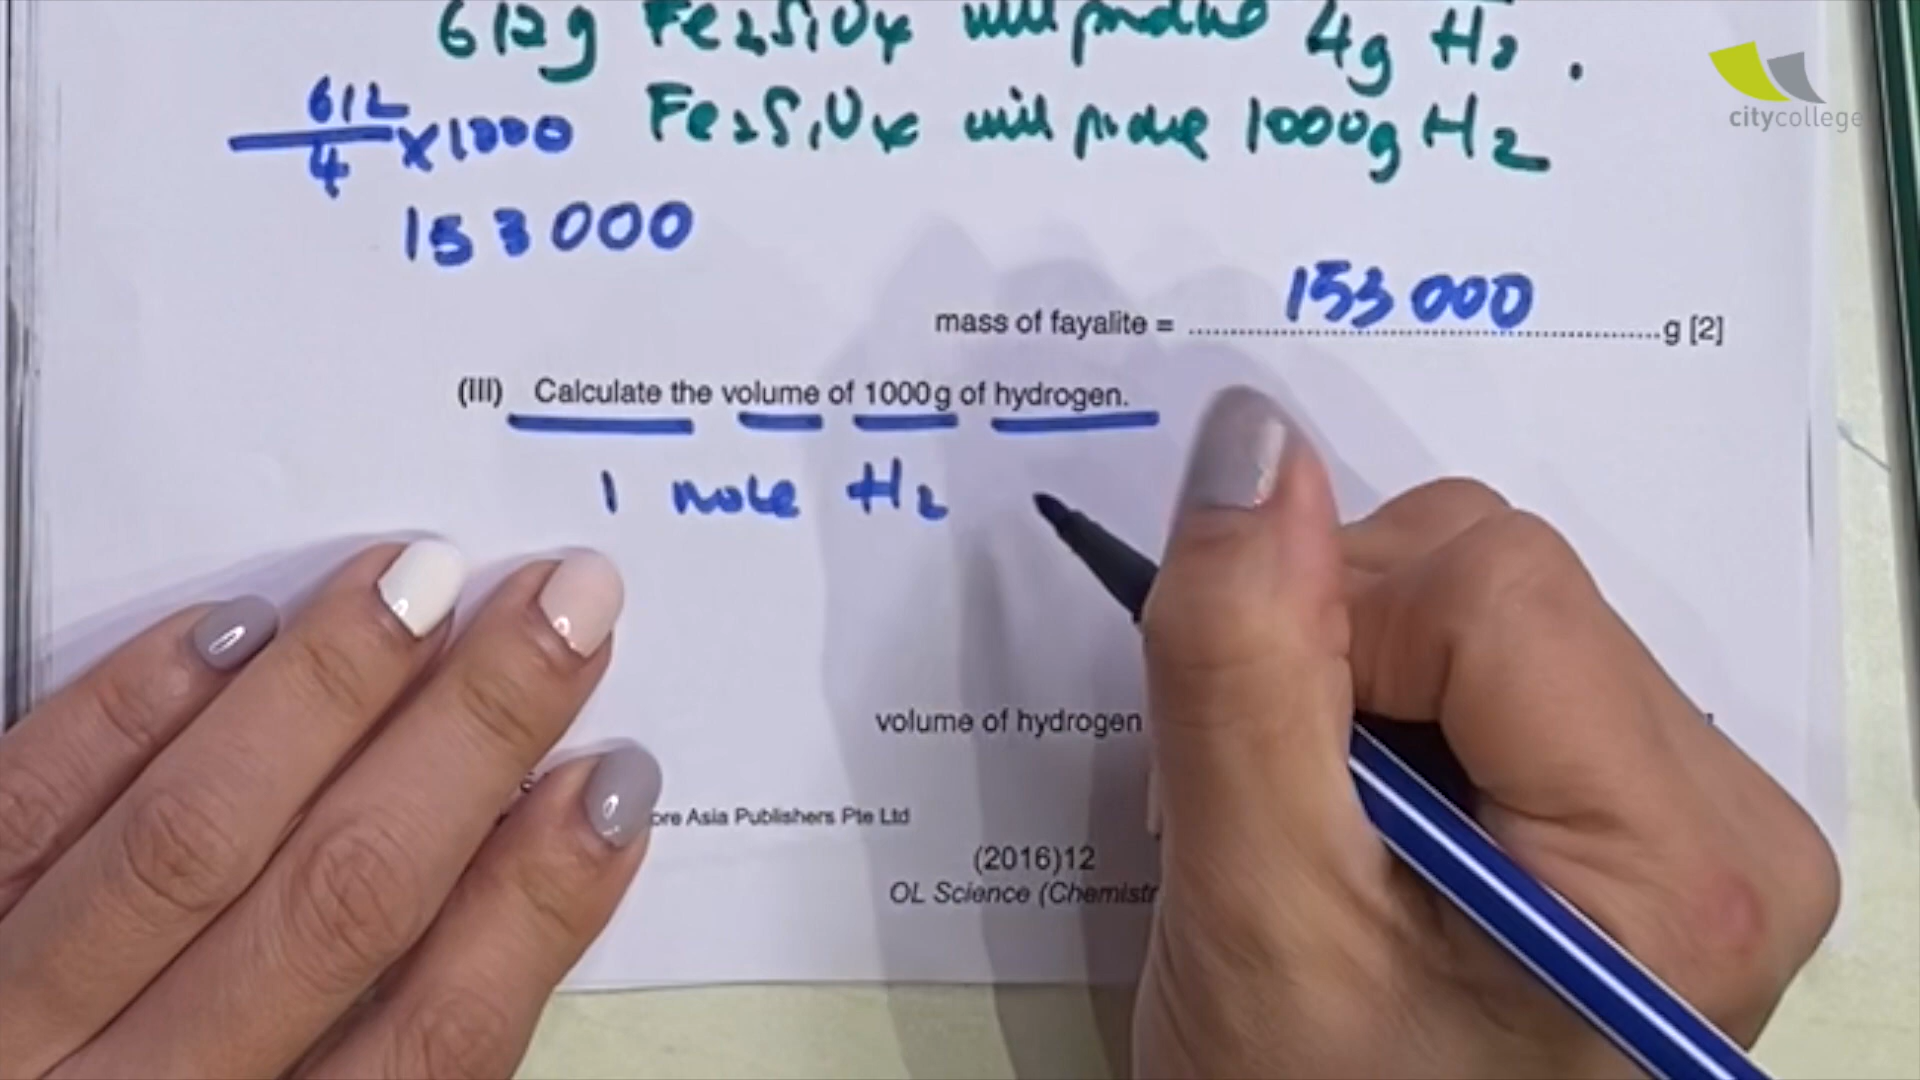 612g Fe2SiO4 will produce 4g H2.
612/4 x1000 Fe2SiO4 will produce 1000g H2
153000
mass of fayalite = 153 000 g [2]
(III) Calculate the volume of 1000g of hydrogen.
1 mole H2
volume of hydrogen
ore Asia Publishers Pte Ltd
(2016)12
OL Science (Chemistr
citycollege